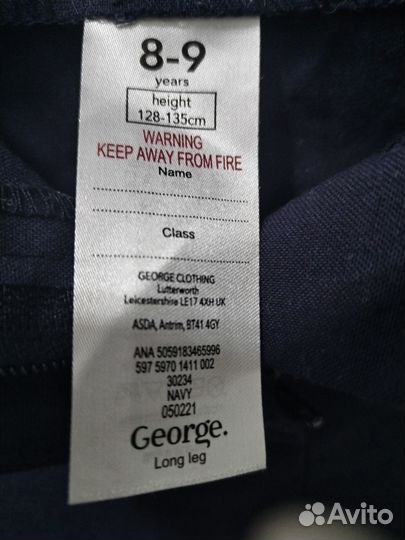 8-9
years
height
128-135cm
WARNING
KEEP AWAY FROM FIRE
Name
Class
GEORGE CLOTHING
Lutterworth
Leicestershire LE17 4XH UK
ASDA, Antrim, BT41 4GY
ANA 5059183465996
597 5970 1411 002
30234
NAVY
050221
George.
Long leg
Avito